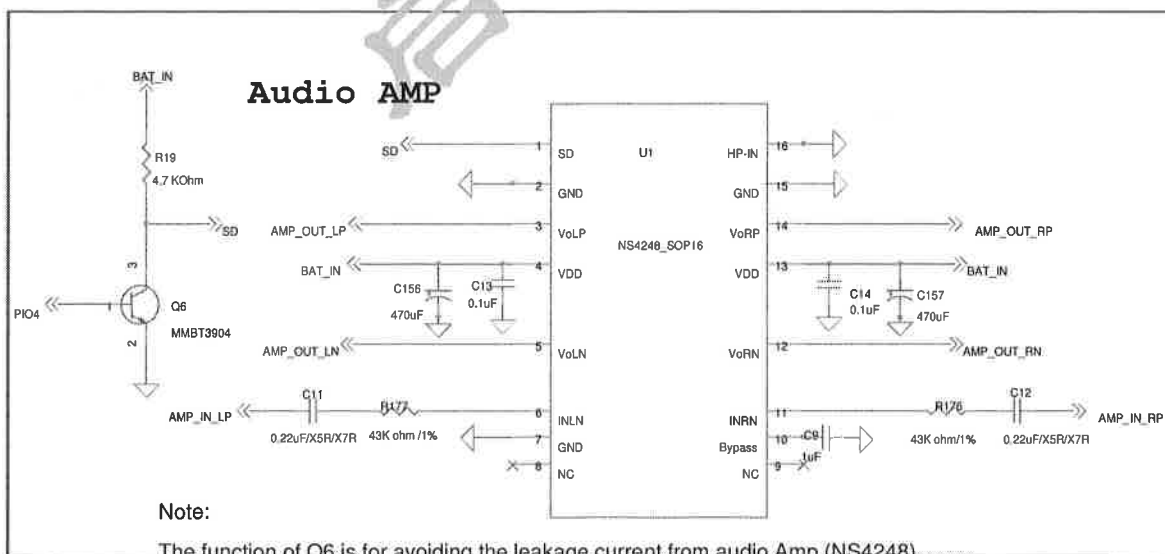 Audio AMP
BAT_IN
R19
4.7 KOhm
SD
3
PIO4
1
Q6
MMBT3904
2
SD
1
SD
U1
HP-IN
16
2
GND
GND
15
AMP_OUT_LP
3
VoLP
VoRP
14
AMP_OUT_RP
NS4248_SOP16
BAT_IN
4
VDD
VDD
13
BAT_IN
C156
470uF
C13
0.1uF
C14
0.1uF
C157
470uF
AMP_OUT_LN
5
VoLN
VoRN
12
AMP_OUT_RN
AMP_IN_LP
C11
0.22uF/X5R/X7R
R177
43K ohm /1%
6
INLN
INRN
11
R176
43K ohm/1%
C12
0.22uF/X5R/X7R
AMP_IN_RP
7
GND
Bypass
10
C9
1uF
8
NC
NC
9
Note:
The function of Q6 is for avoiding the leakage current from audio Amp (NS4248)